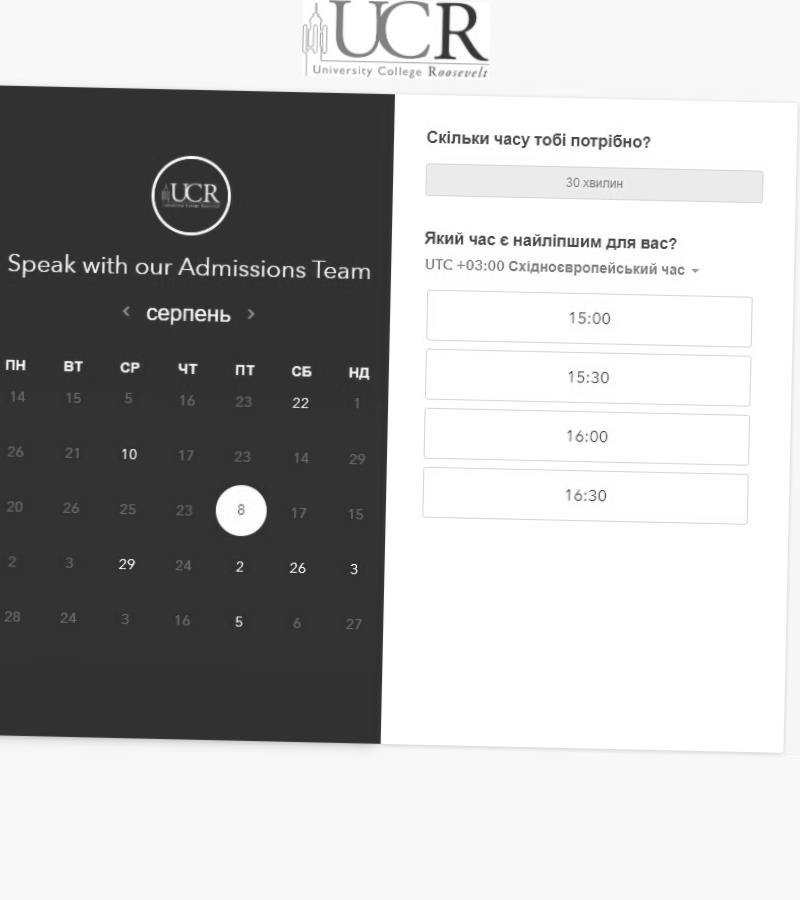 UCR
University College Roosevelt
UCR
Speak with our Admissions Team
серпень
ПН ВТ СР ЧТ ПТ СБ НД
14 15 5 16 23 22 1
26 21 10 17 23 14 29
20 26 25 23 8 17 15
2 3 29 24 2 26 3
28 24 3 16 5 6 27
Скільки часу тобі потрібно?
30 хвилин
Який час є найліпшим для вас?
UTC +03:00 Східноєвропейський час
15:00
15:30
16:00
16:30